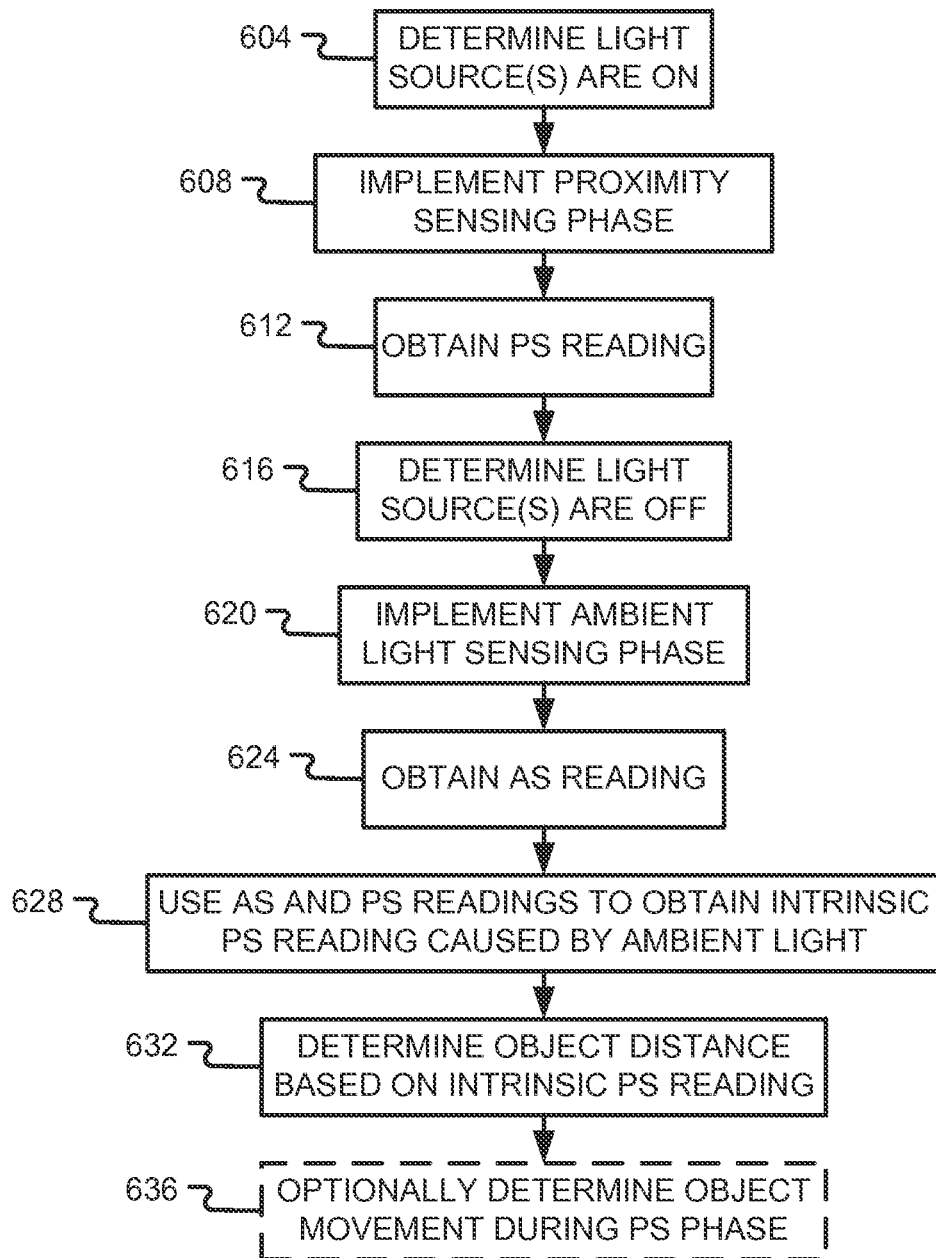 604
DETERMINE LIGHT
SOURCE(S) ARE ON
608
IMPLEMENT PROXIMITY
SENSING PHASE
612
OBTAIN PS READING
616
DETERMINE LIGHT
SOURCE(S) ARE OFF
620
IMPLEMENT AMBIENT
LIGHT SENSING PHASE
624
OBTAIN AS READING
628
USE AS AND PS READINGS TO OBTAIN INTRINSIC
PS READING CAUSED BY AMBIENT LIGHT
632
DETERMINE OBJECT DISTANCE
BASED ON INTRINSIC PS READING
636
OPTIONALLY DETERMINE OBJECT
MOVEMENT DURING PS PHASE